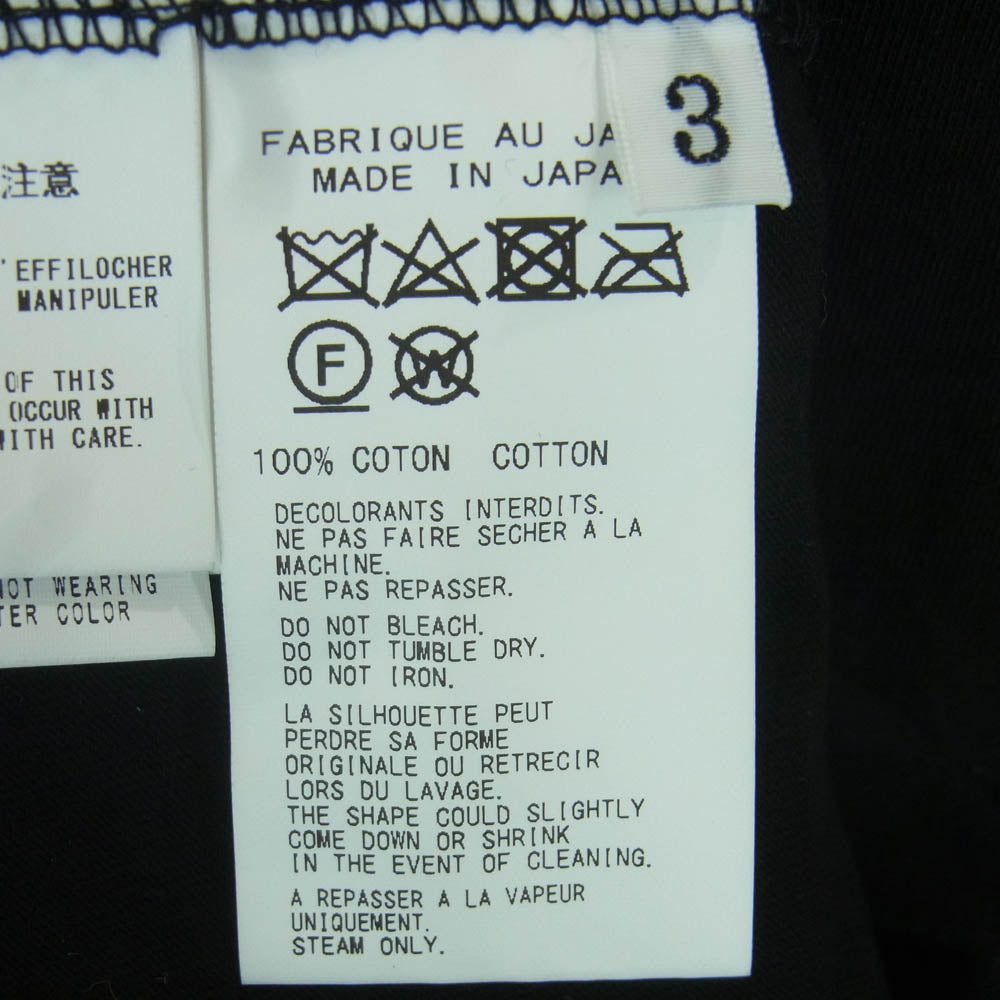 注意
'EFFILOCHER
MANIPULER
OF THIS
OCCUR WITH
WITH CARE.
NOT WEARING
COLOR
3
FABRIQUE AU JA
MADE IN JAPA
F
W
100% COTON COTTON
DECOLORANTS INTERDITS.
NE PAS FAIRE SECHER A LA
MACHINE.
NE PAS REPASSER.
DO NOT BLEACH.
DO NOT TUMBLE DRY.
DO NOT IRON.
LA SILHOUETTE PEUT
PERDRE SA FORME
ORIGINALE OU RETRECIR
LORS DU LAVAGE.
THE SHAPE COULD SLIGHTLY
COME DOWN OR SHRINK
IN THE EVENT OF CLEANING.
A REPASSER A LA VAPEUR
UNIQUEMENT.
STEAM ONLY.